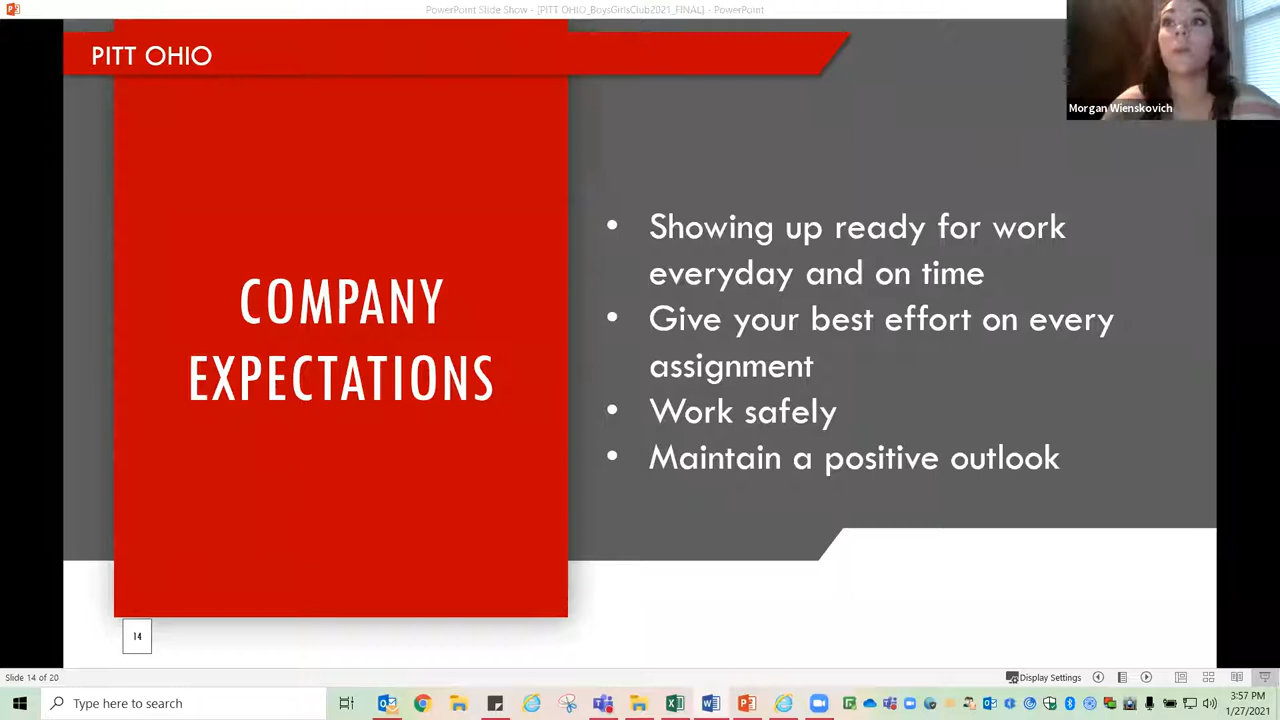 PowerPoint Slide Show - [PITT OHIO_BoysGirlsClub2021_FINAL] - PowerPoint
PITT OHIO
Morgan Wienskovich
COMPANY
EXPECTATIONS
• Showing up ready for work
everyday and on time
• Give your best effort on every
assignment
• Work safely
• Maintain a positive outlook
14
Slide 14 of 20
Display Settings
Type here to search
3:57 PM
1/27/2021